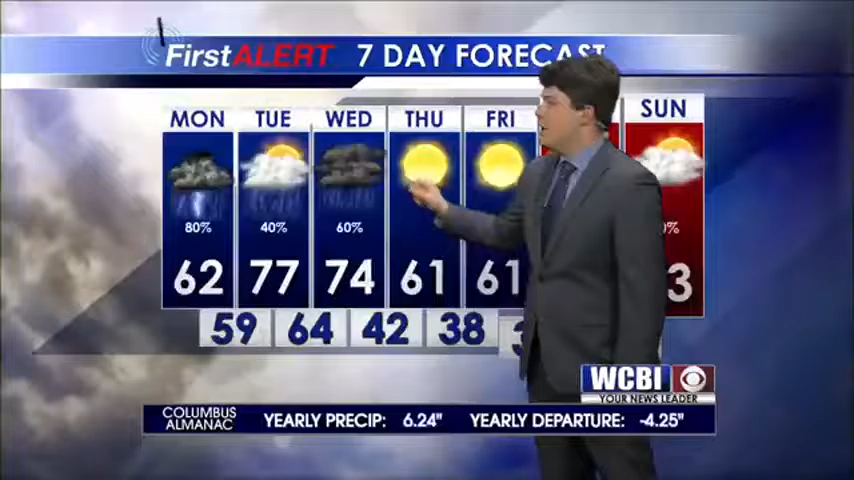 FirstALERT 7 DAY FORECAST
MON TUE WED THU FRI SUN
80% 40% 60%
62 77 74 61 61
59 64 42 38
WCBI
YOUR NEWS LEADER
COLUMBUS ALMANAC YEARLY PRECIP: 6.24" YEARLY DEPARTURE: -4.25"